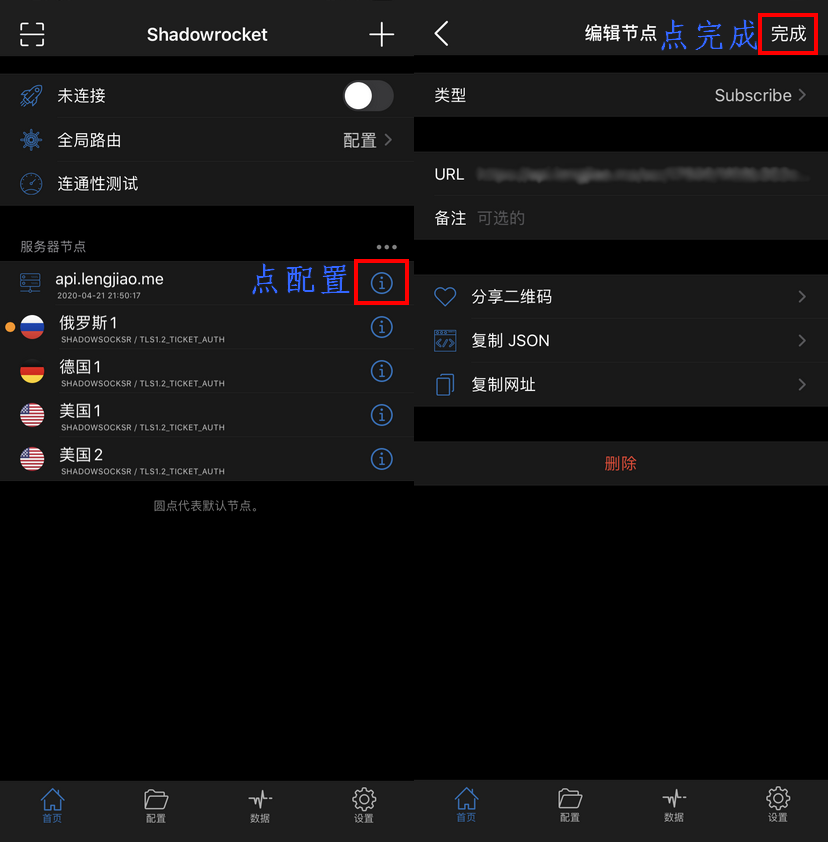 Shadowrocket
未连接
全局路由 配置
连通性测试
服务器节点
api.lengjiao.me
2020-04-21 21:50:17
点配置
俄罗斯1
SHADOWSOCKSR / TLS1.2_TICKET_AUTH
德国1
SHADOWSOCKSR / TLS1.2_TICKET_AUTH
美国1
SHADOWSOCKSR / TLS1.2_TICKET_AUTH
美国2
SHADOWSOCKSR / TLS1.2_TICKET_AUTH
圆点代表默认节点。
首页 配置 数据 设置
编辑节点 点完成 完成
类型 Subscribe
URL
备注 可选的
分享二维码
复制 JSON
复制网址
删除
首页 配置 数据 设置